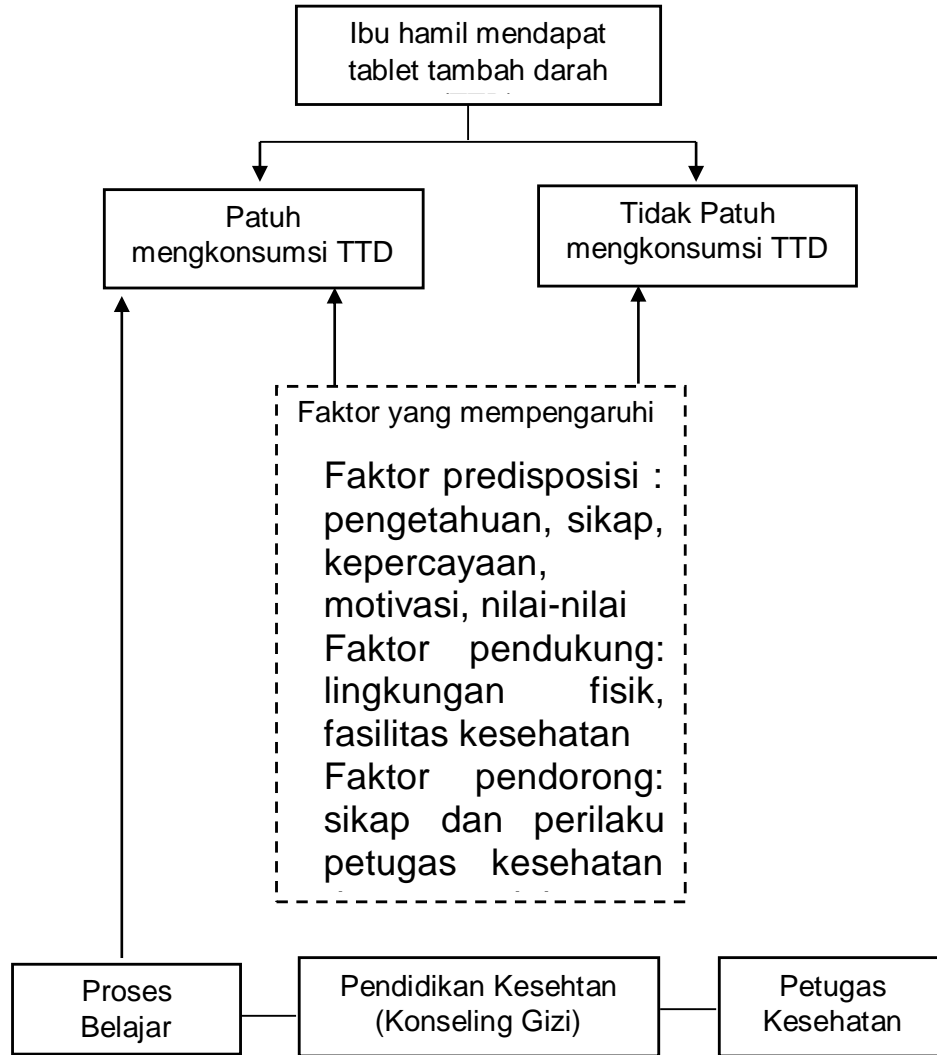 Ibu hamil mendapat
tablet tambah darah
Patuh
mengkonsumsi TTD
Tidak Patuh
mengkonsumsi TTD
Faktor yang mempengaruhi
Faktor predisposisi :
pengetahuan, sikap,
kepercayaan,
motivasi, nilai-nilai
Faktor pendukung:
lingkungan fisik,
fasilitas kesehatan
Faktor pendorong:
sikap dan perilaku
petugas kesehatan
Proses
Belajar
Pendidikan Kesehtan
(Konseling Gizi)
Petugas
Kesehatan